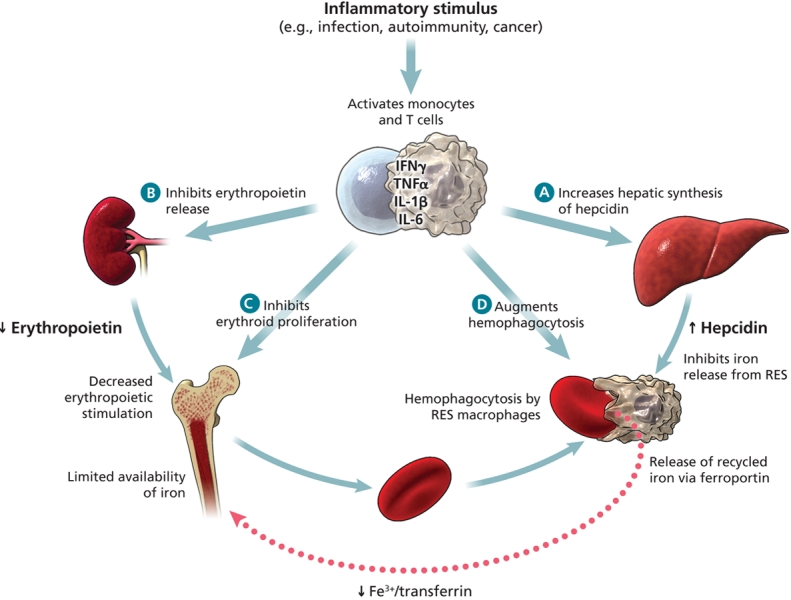 Inflammatory stimulus
(e.g., infection, autoimmunity, cancer)
Activates monocytes
and T cells
IFNγ
TNFα
IL-1β
IL-6
B Inhibits erythropoietin
release
A Increases hepatic synthesis
of hepcidin
C Inhibits
erythroid proliferation
D Augments
hemophagocytosis
↓ Erythropoietin
↑ Hepcidin
Inhibits iron
release from RES
Decreased
erythropoietic
stimulation
Hemophagocytosis by
RES macrophages
Limited availability
of iron
Release of recycled
iron via ferroportin
↓ Fe³⁺/transferrin